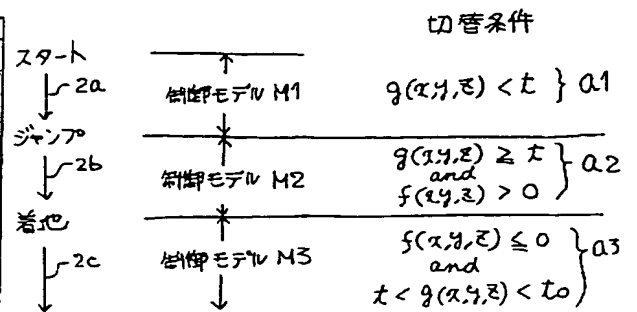 切替条件
スタート
2a
制御モデル M1
g(x,y,z) < t } a1
ジャンプ
2b
制御モデル M2
g(x,y,z) ≧ t
and
f(x,y,z) > 0
} a2
着地
2c
制御モデル M3
f(x,y,z) ≦ 0
and
t < g(x,y,z) < to
} a3